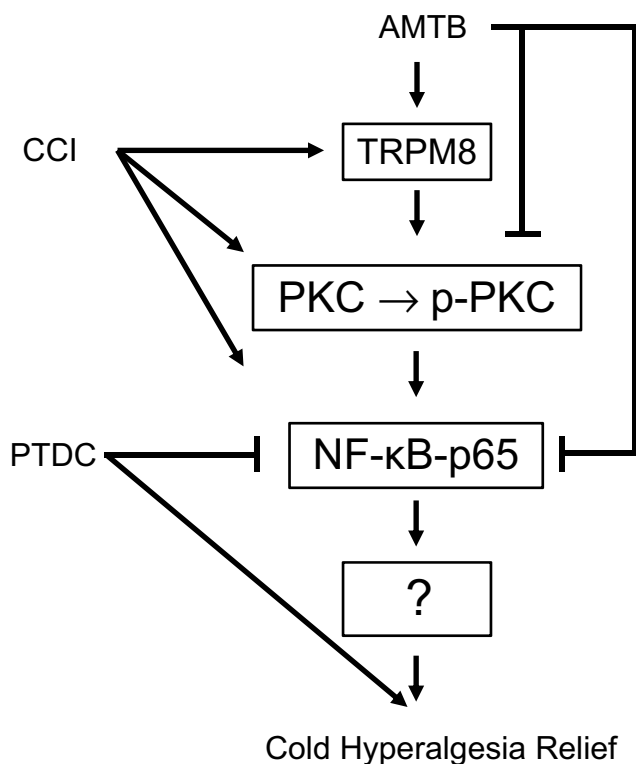 AMTB
CCI
TRPM8
PKC → p-PKC
PTDC
NF-κB-p65
?
Cold Hyperalgesia Relief